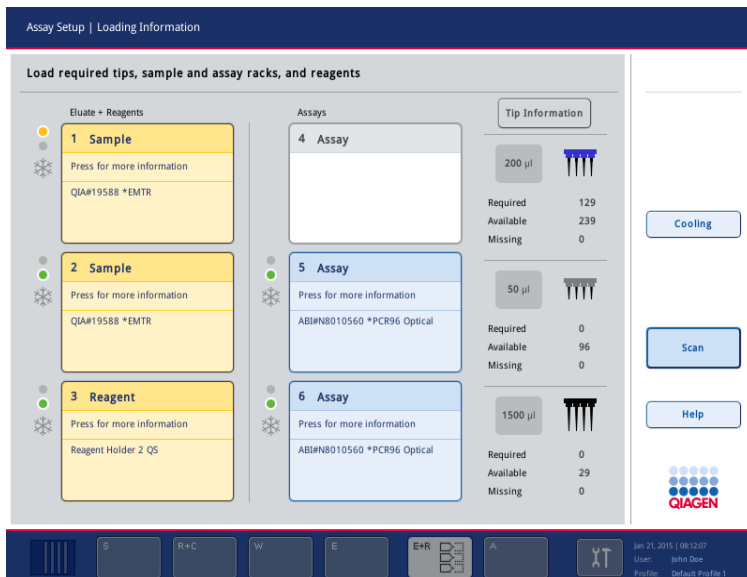 Assay Setup | Loading Information
Load required tips, sample and assay racks, and reagents
Eluate + Reagents
1 Sample
Press for more information
QIA#19588 *EMTR
2 Sample
Press for more information
QIA#19588 *EMTR
3 Reagent
Press for more information
Reagent Holder 2 QS
Assays
4 Assay
5 Assay
Press for more information
ABI#N8010560 *PCR96 Optical
6 Assay
Press for more information
ABI#N8010560 *PCR96 Optical
Tip Information
200 µl
Required 129
Available 239
Missing 0
50 µl
Required 0
Available 96
Missing 0
1500 µl
Required 0
Available 29
Missing 0
Cooling
Scan
Help
QIAGEN
S
R+C
W
E
E+R
A
Jan 21, 2015 | 08:12:07
User: John Doe
Profile: Default Profile 1